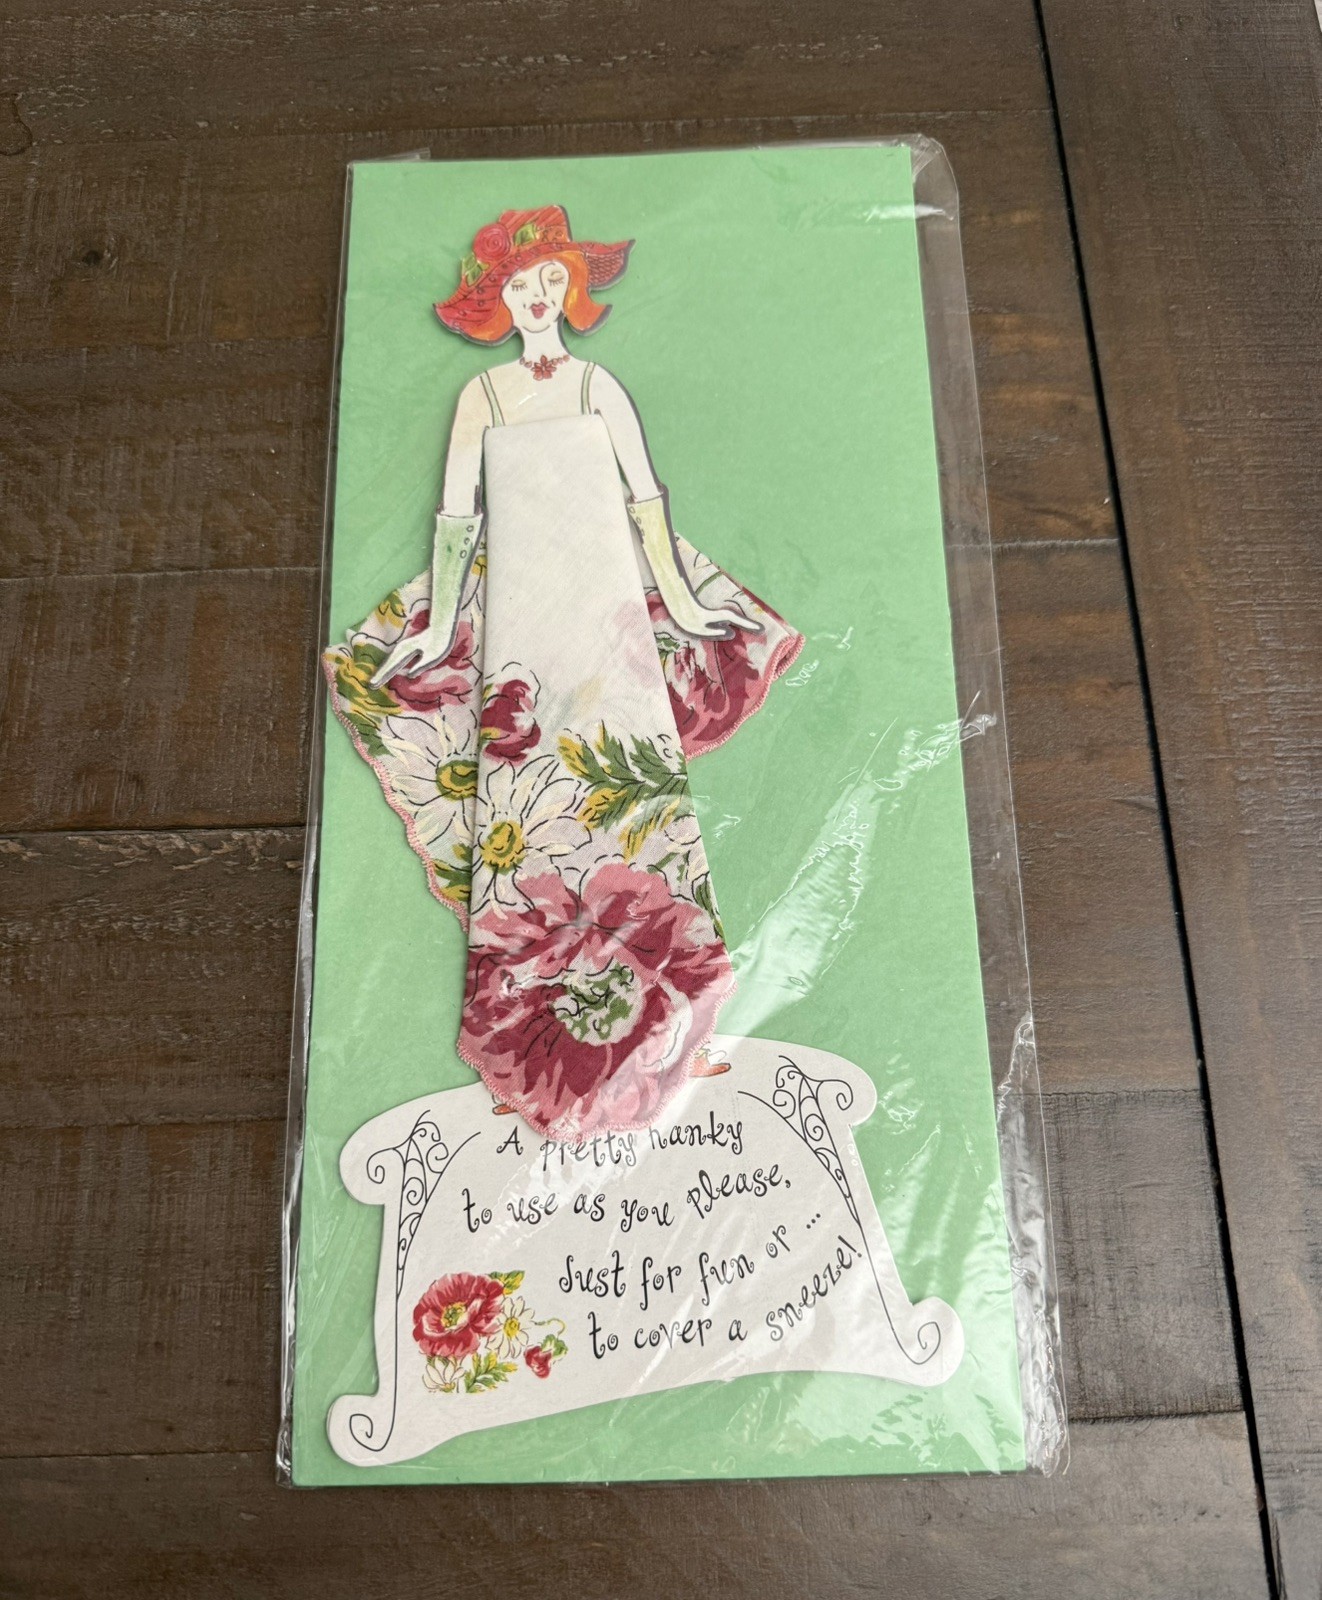 A pretty hanky
to use as you please,
Just for fun or ...
to cover a sneeze!